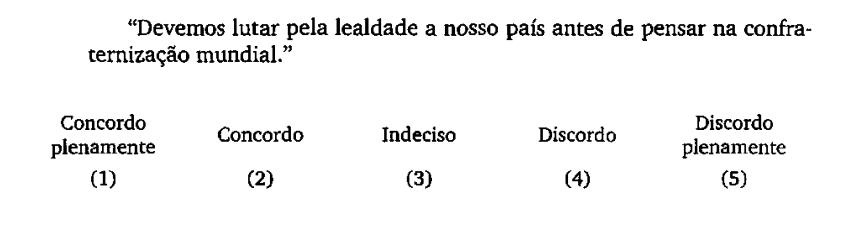 “Devemos lutar pela lealdade a nosso país antes de pensar na confra-
ternização mundial.”
Concordo plenamente
Concordo
Indeciso
Discordo
Discordo plenamente
(1)
(2)
(3)
(4)
(5)